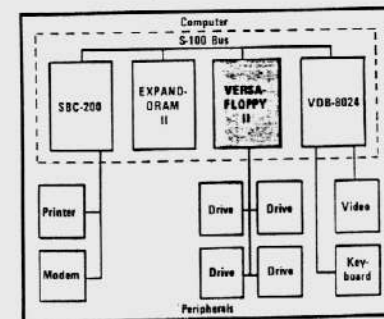 Computer
S-100 Bus
SBC-200
EXPAND-
ORAM
II
VERSA-
FLOPPY
II
VDB-8024
Printer
Drive
Drive
Video
Modem
Drive
Drive
Key-
board
Peripherals